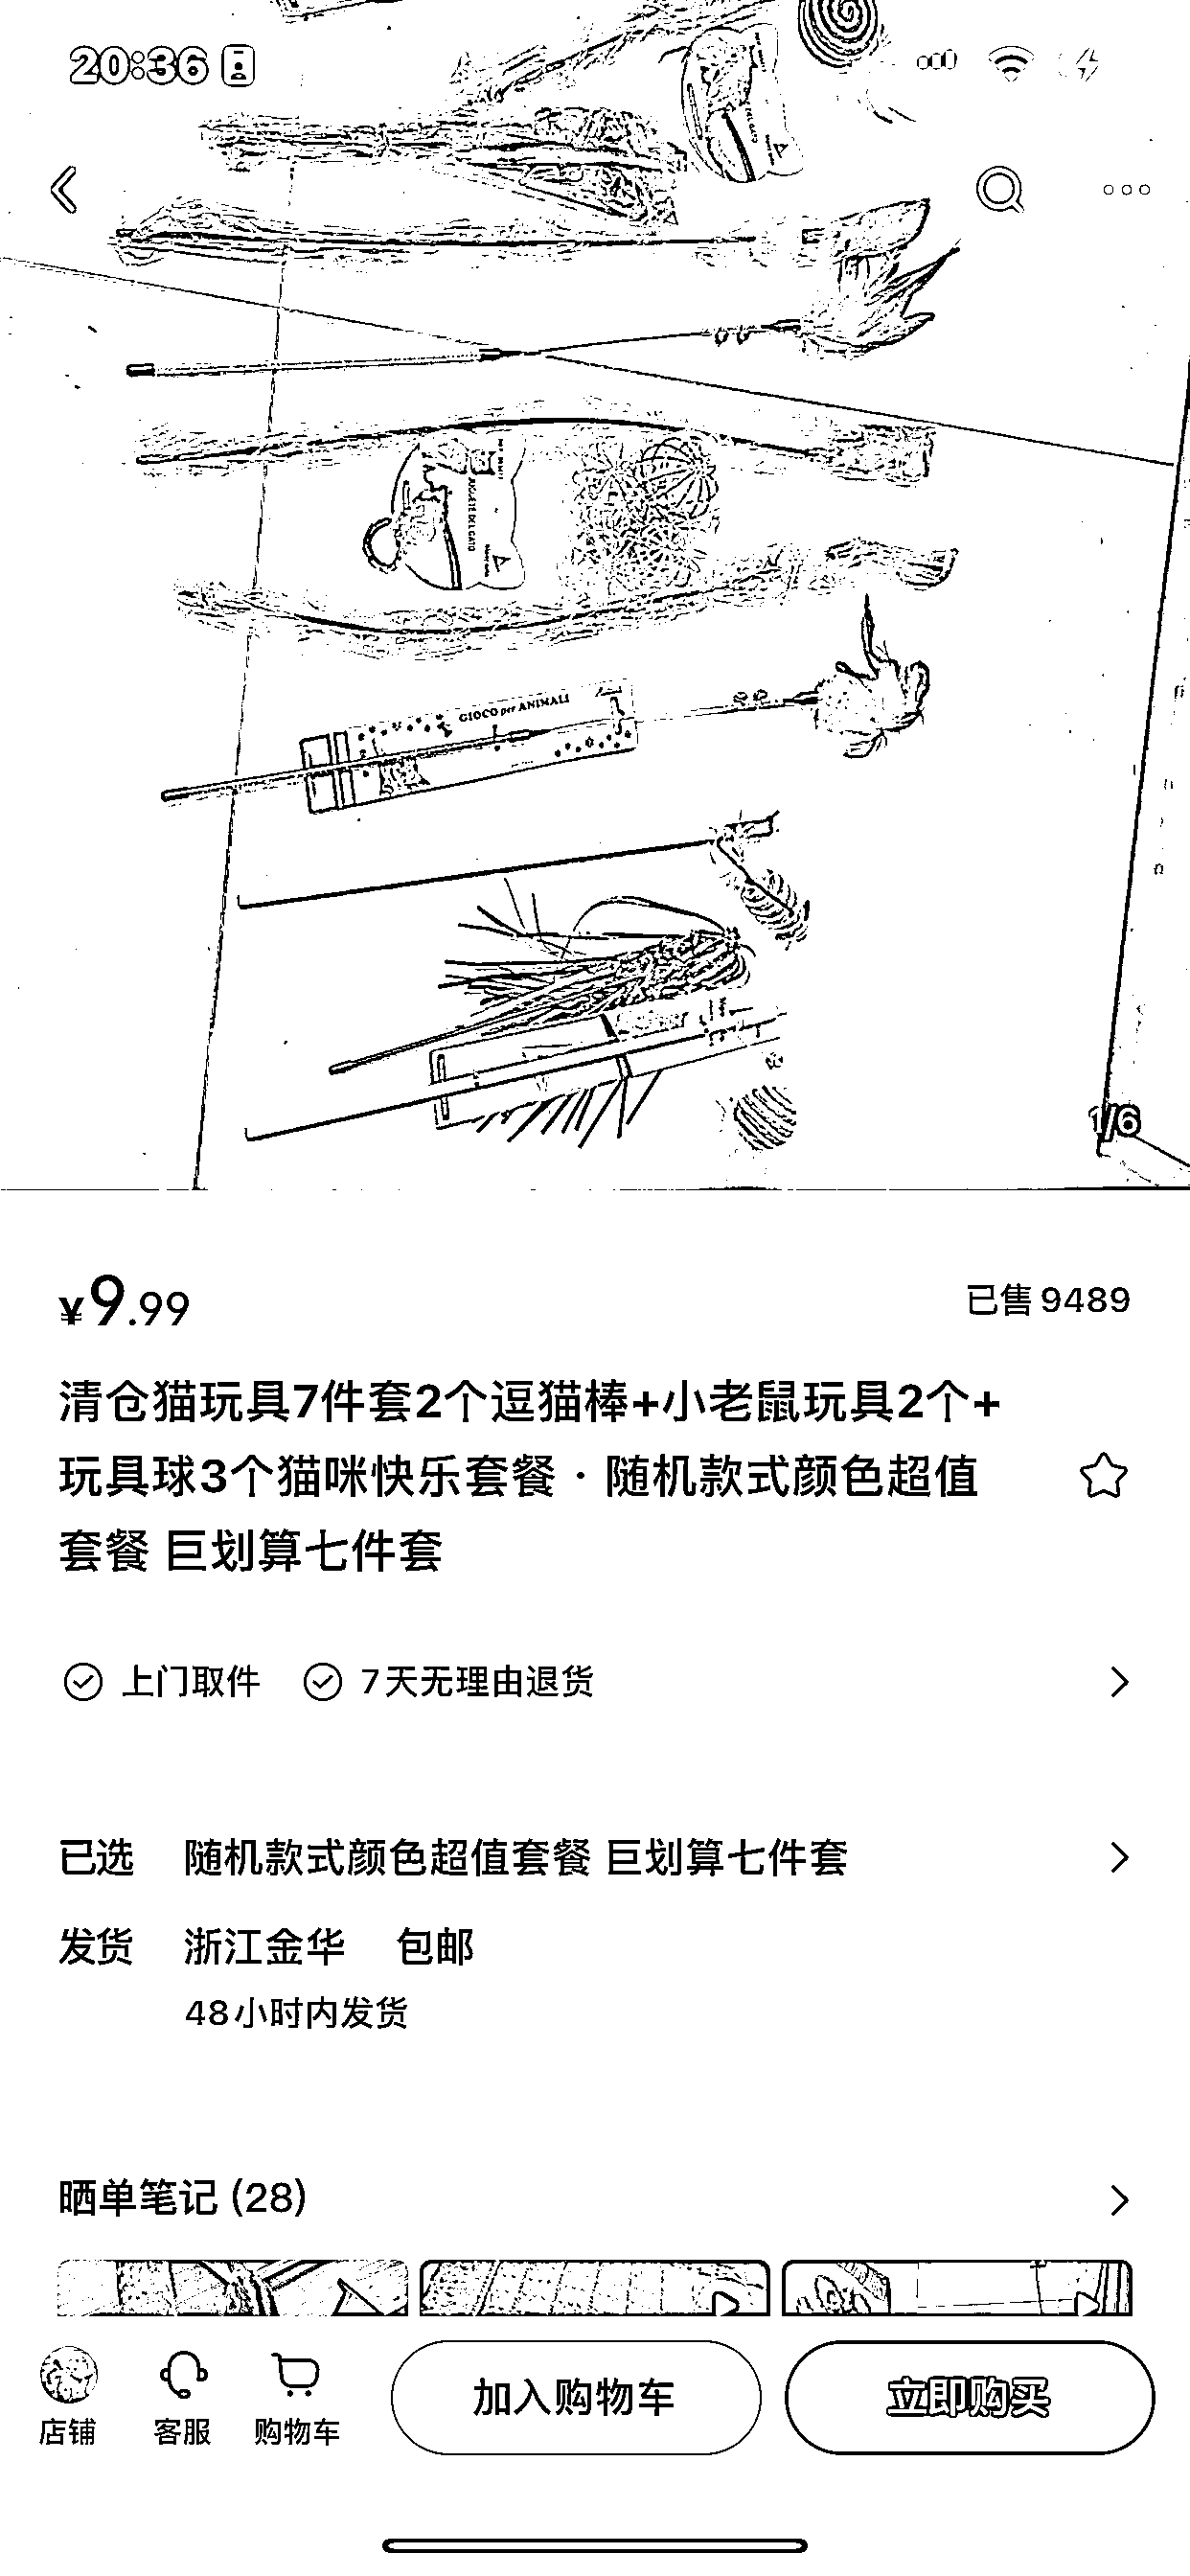 20:36
JUGUETE DEL GATO
GIOCO per ANIMALI
1/6
¥9.99
已售 9489
清仓猫玩具7件套2个逗猫棒+小老鼠玩具2个+
玩具球3个猫咪快乐套餐 · 随机款式颜色超值
套餐 巨划算七件套
上门取件 7天无理由退货
已选 随机款式颜色超值套餐 巨划算七件套
发货 浙江金华 包邮
48小时内发货
晒单笔记 (28)
店铺 客服 购物车 加入购物车 立即购买